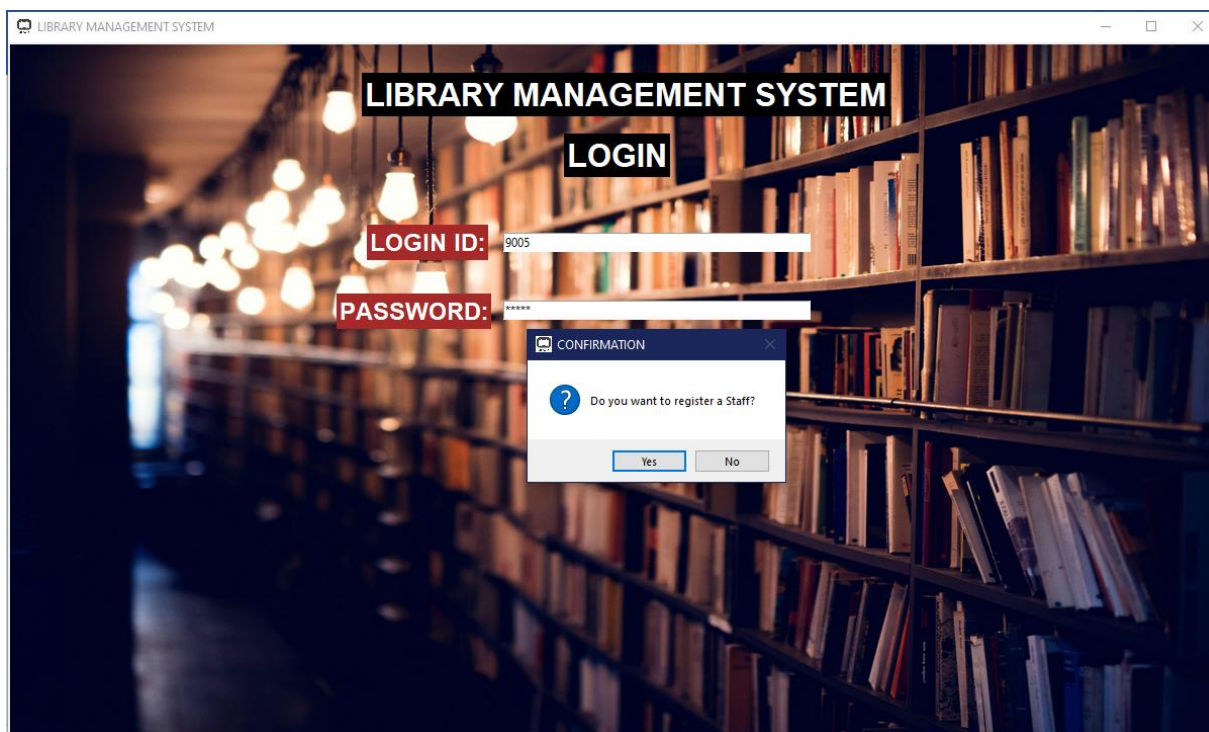 LIBRARY MANAGEMENT SYSTEM
LIBRARY MANAGEMENT SYSTEM
LOGIN
LOGIN ID: 9005
PASSWORD: *****
CONFIRMATION
Do you want to register a Staff?
Yes No